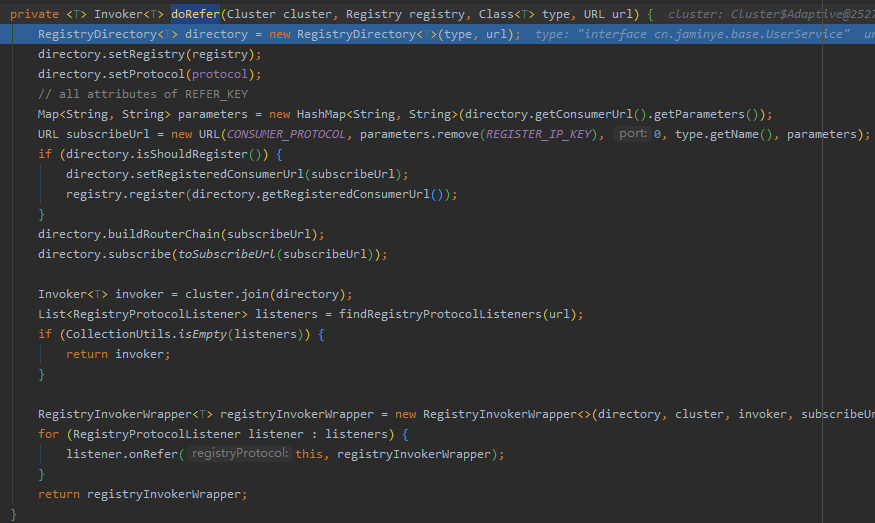 private <T> Invoker<T> doRefer(Cluster cluster, Registry registry, Class<T> type, URL url) { cluster: Cluster$Adaptive@2527
RegistryDirectory<T> directory = new RegistryDirectory<T>(type, url); type: "interface cn.jaminye.base.UserService"
directory.setRegistry(registry);
directory.setProtocol(protocol);
// all attributes of REFER_KEY
Map<String, String> parameters = new HashMap<String, String>(directory.getConsumerUrl().getParameters());
URL subscribeUrl = new URL(CONSUMER_PROTOCOL, parameters.remove(REGISTER_IP_KEY), port: 0, type.getName(), parameters);
if (directory.isShouldRegister()) {
directory.setRegisteredConsumerUrl(subscribeUrl);
registry.register(directory.getRegisteredConsumerUrl());
}
directory.buildRouterChain(subscribeUrl);
directory.subscribe(toSubscribeUrl(subscribeUrl));
Invoker<T> invoker = cluster.join(directory);
List<RegistryProtocolListener> listeners = findRegistryProtocolListeners(url);
if (CollectionUtils.isEmpty(listeners)) {
return invoker;
}
RegistryInvokerWrapper<T> registryInvokerWrapper = new RegistryInvokerWrapper<>(directory, cluster, invoker, subscribeUr
for (RegistryProtocolListener listener : listeners) {
listener.onRefer( registryProtocol: this, registryInvokerWrapper);
}
return registryInvokerWrapper;
}